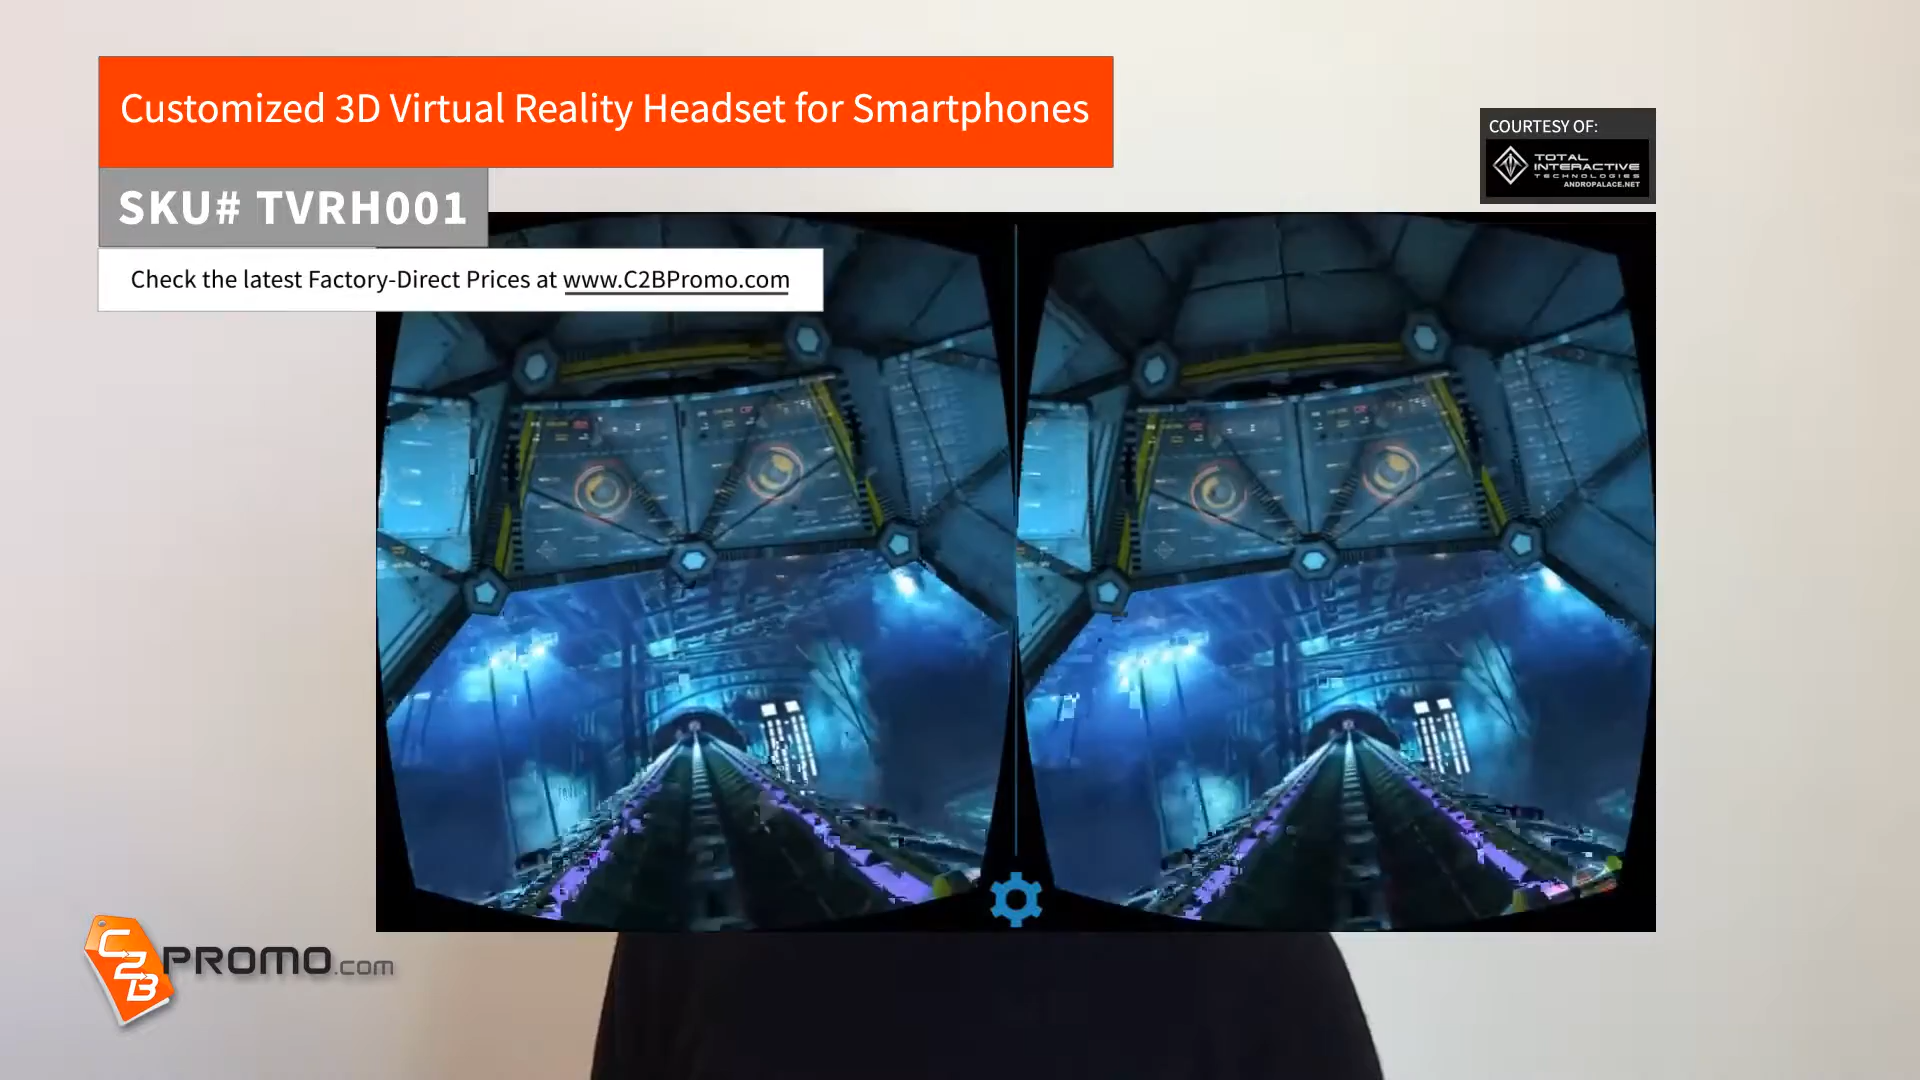 Customized 3D Virtual Reality Headset for Smartphones
SKU# TVRH001
Check the latest Factory-Direct Prices at www.C2BPromo.com
COURTESY OF:
TOTAL
INTERACTIVE
TECHNOLOGIES
ANDROPALACE.NET
C2B PROMO.com